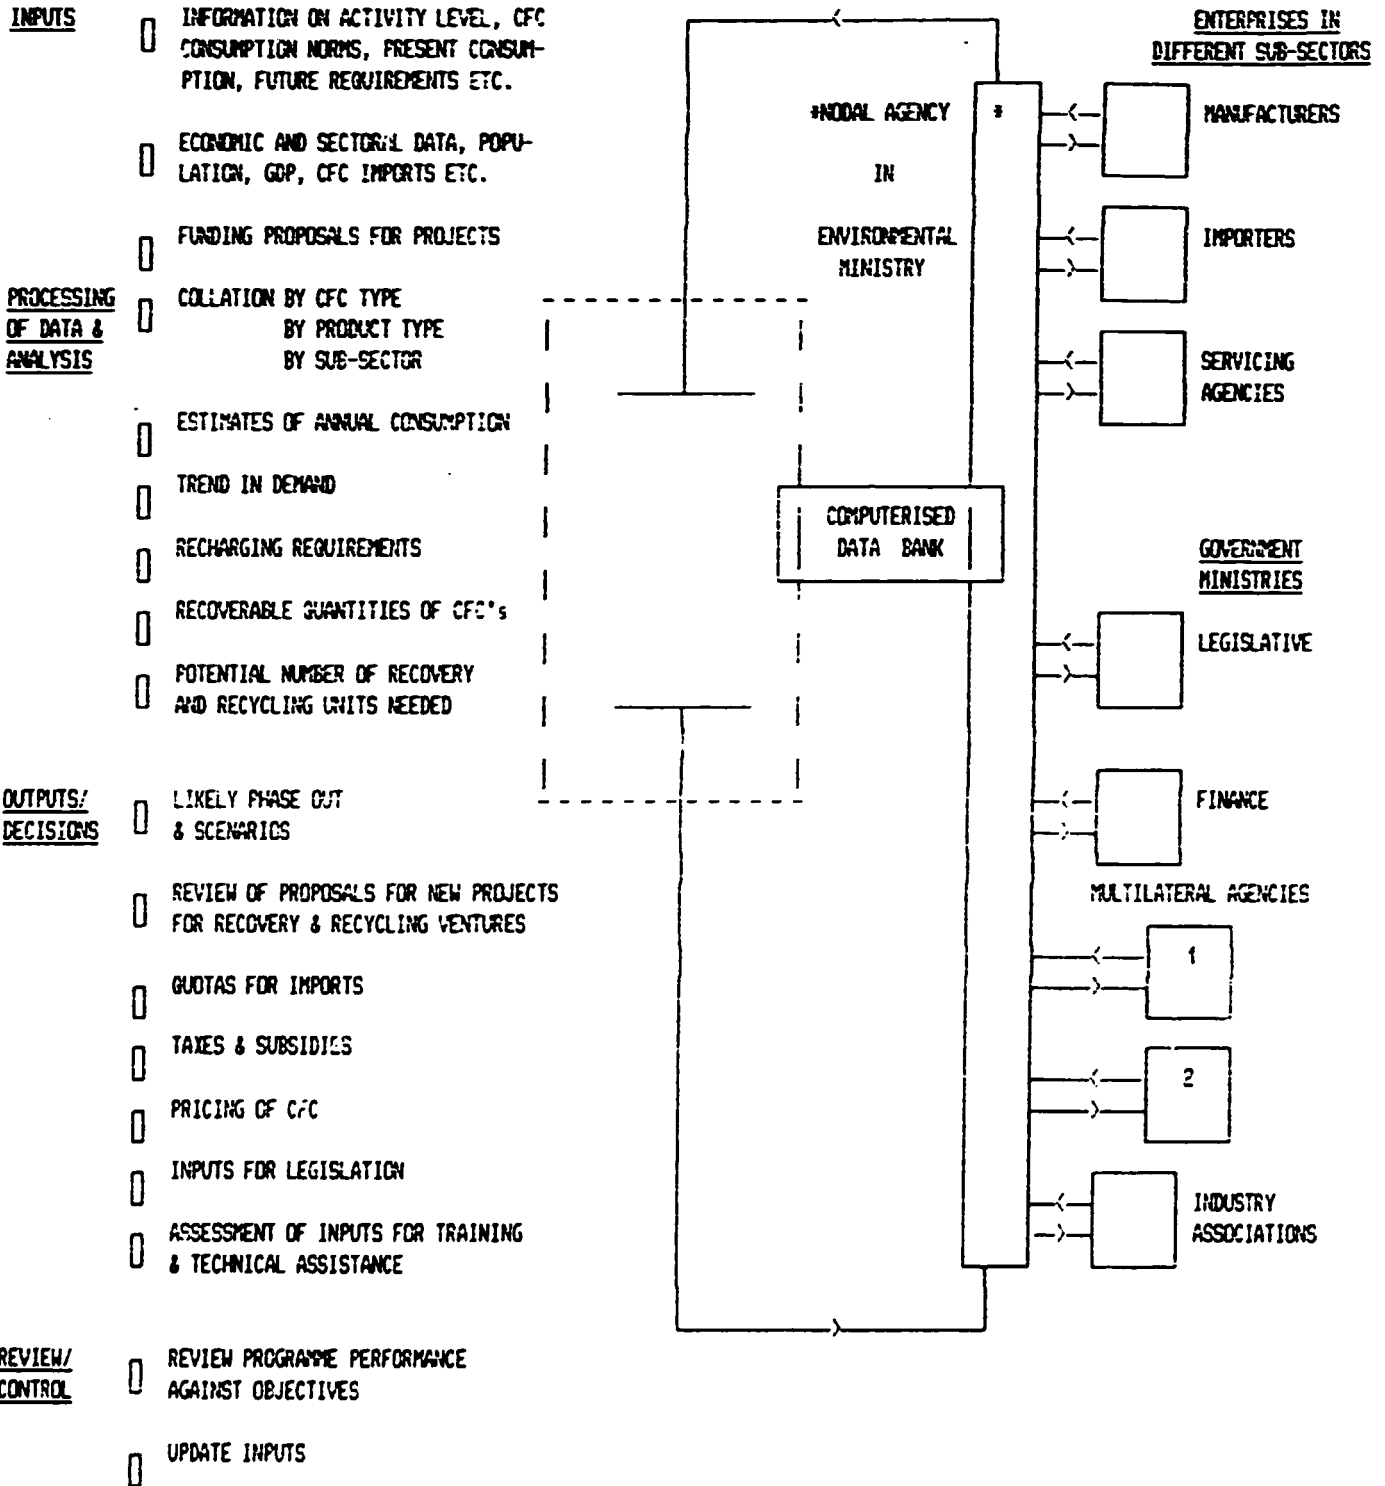 INPUTS
INFORMATION ON ACTIVITY LEVEL, CFC
CONSUMPTION NORMS, PRESENT CONSUM-
PTION, FUTURE REQUIREMENTS ETC.
ECONOMIC AND SECTORAL DATA, POPU-
LATION, GDP, CFC IMPORTS ETC.
FUNDING PROPOSALS FOR PROJECTS
PROCESSING
OF DATA &
ANALYSIS
COLLATION BY CFC TYPE
BY PRODUCT TYPE
BY SUB-SECTOR
ESTIMATES OF ANNUAL CONSUMPTION
TREND IN DEMAND
RECHARGING REQUIREMENTS
RECOVERABLE QUANTITIES OF CFC's
POTENTIAL NUMBER OF RECOVERY
AND RECYCLING UNITS NEEDED
OUTPUTS/
DECISIONS
LIKELY PHASE OUT
& SCENARIOS
REVIEW OF PROPOSALS FOR NEW PROJECTS
FOR RECOVERY & RECYCLING VENTURES
QUOTAS FOR IMPORTS
TAXES & SUBSIDIES
PRICING OF CFC
INPUTS FOR LEGISLATION
ASSESSMENT OF INPUTS FOR TRAINING
& TECHNICAL ASSISTANCE
REVIEW/
CONTROL
REVIEW PROGRAMME PERFORMANCE
AGAINST OBJECTIVES
UPDATE INPUTS
*NODAL AGENCY *
IN
ENVIRONMENTAL
MINISTRY
COMPUTERISED
DATA BANK
ENTERPRISES IN
DIFFERENT SUB-SECTORS
MANUFACTURERS
IMPORTERS
SERVICING
AGENCIES
GOVERNMENT
MINISTRIES
LEGISLATIVE
FINANCE
MULTILATERAL AGENCIES
1
2
INDUSTRY
ASSOCIATIONS